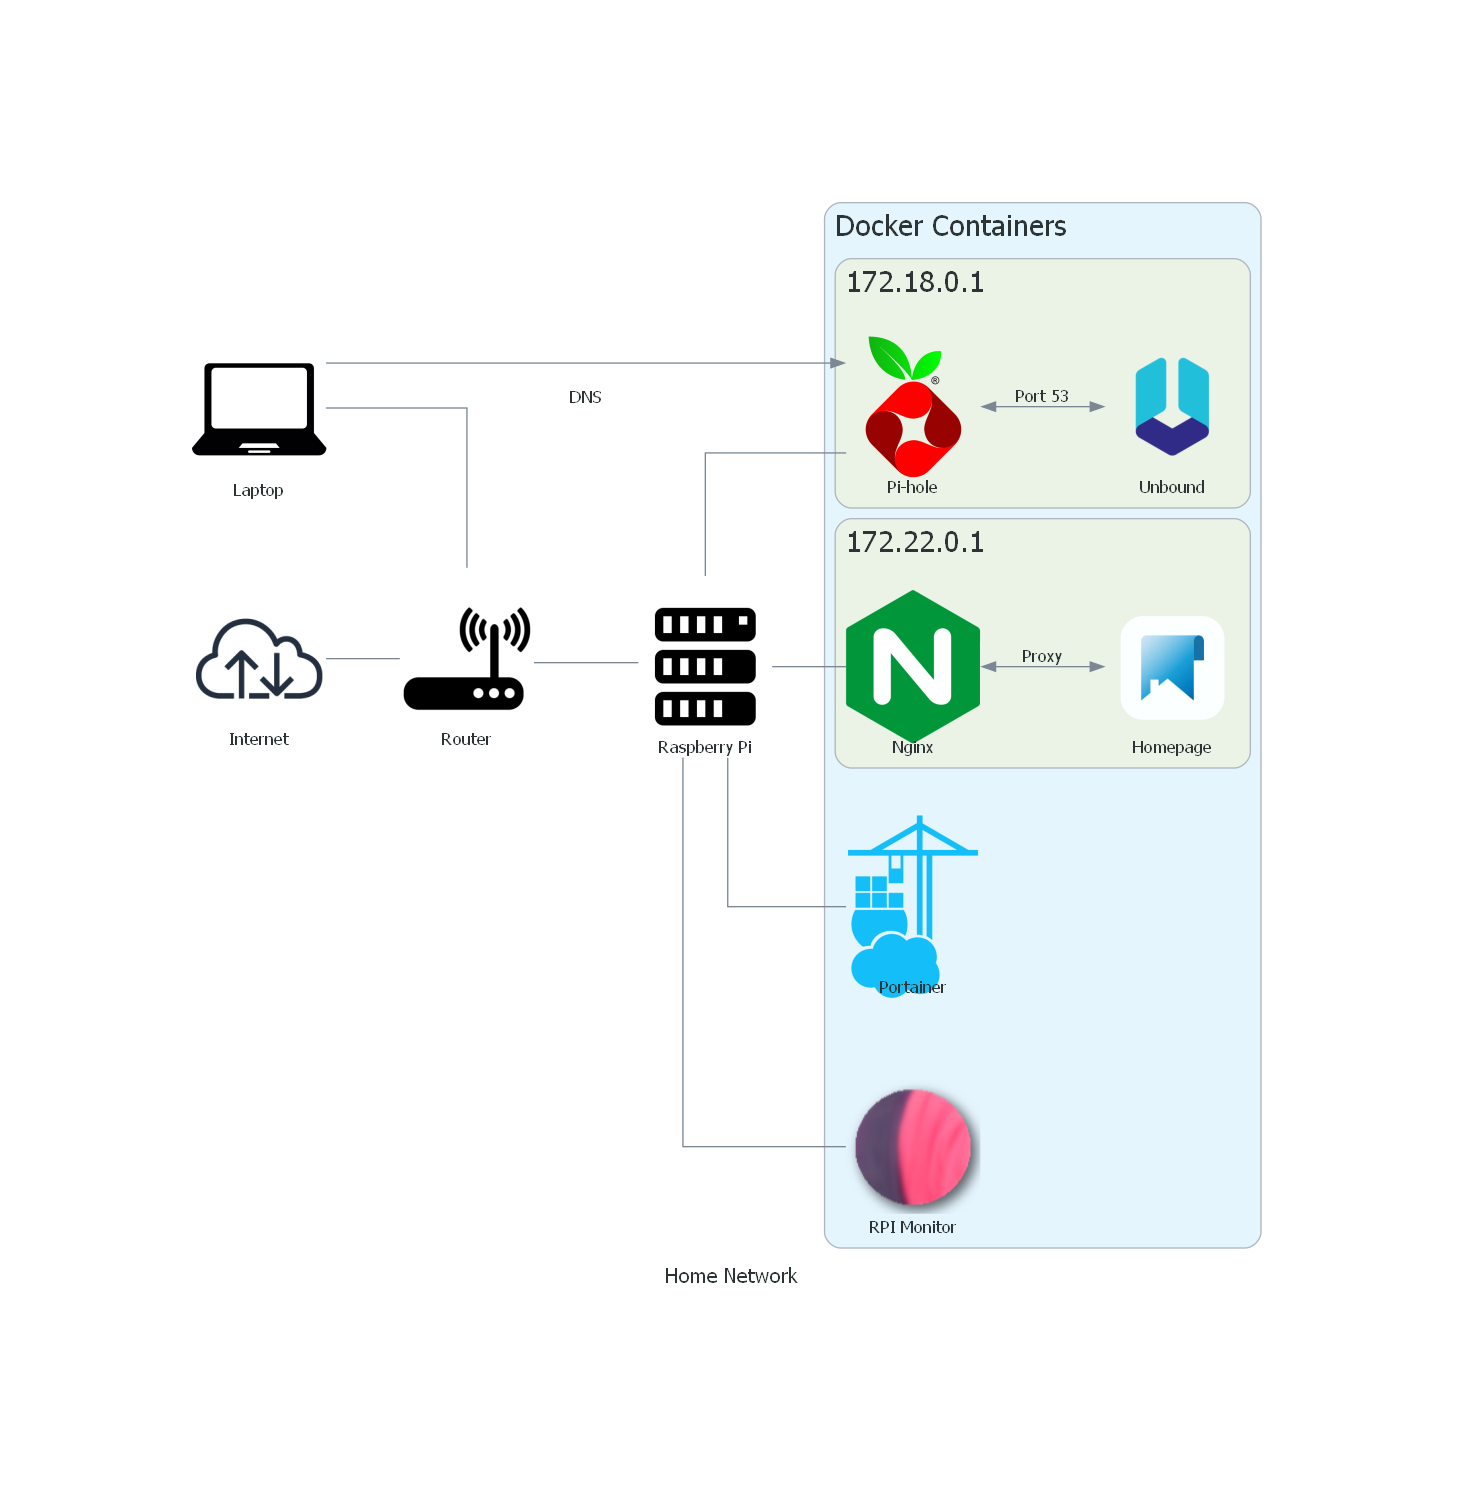 Docker Containers
172.18.0.1
DNS
Port 53
Laptop
Pi-hole
®
Unbound
172.22.0.1
N
Proxy
Internet
Router
Raspberry Pi
Nginx
Homepage
Portainer
RPI Monitor
Home Network